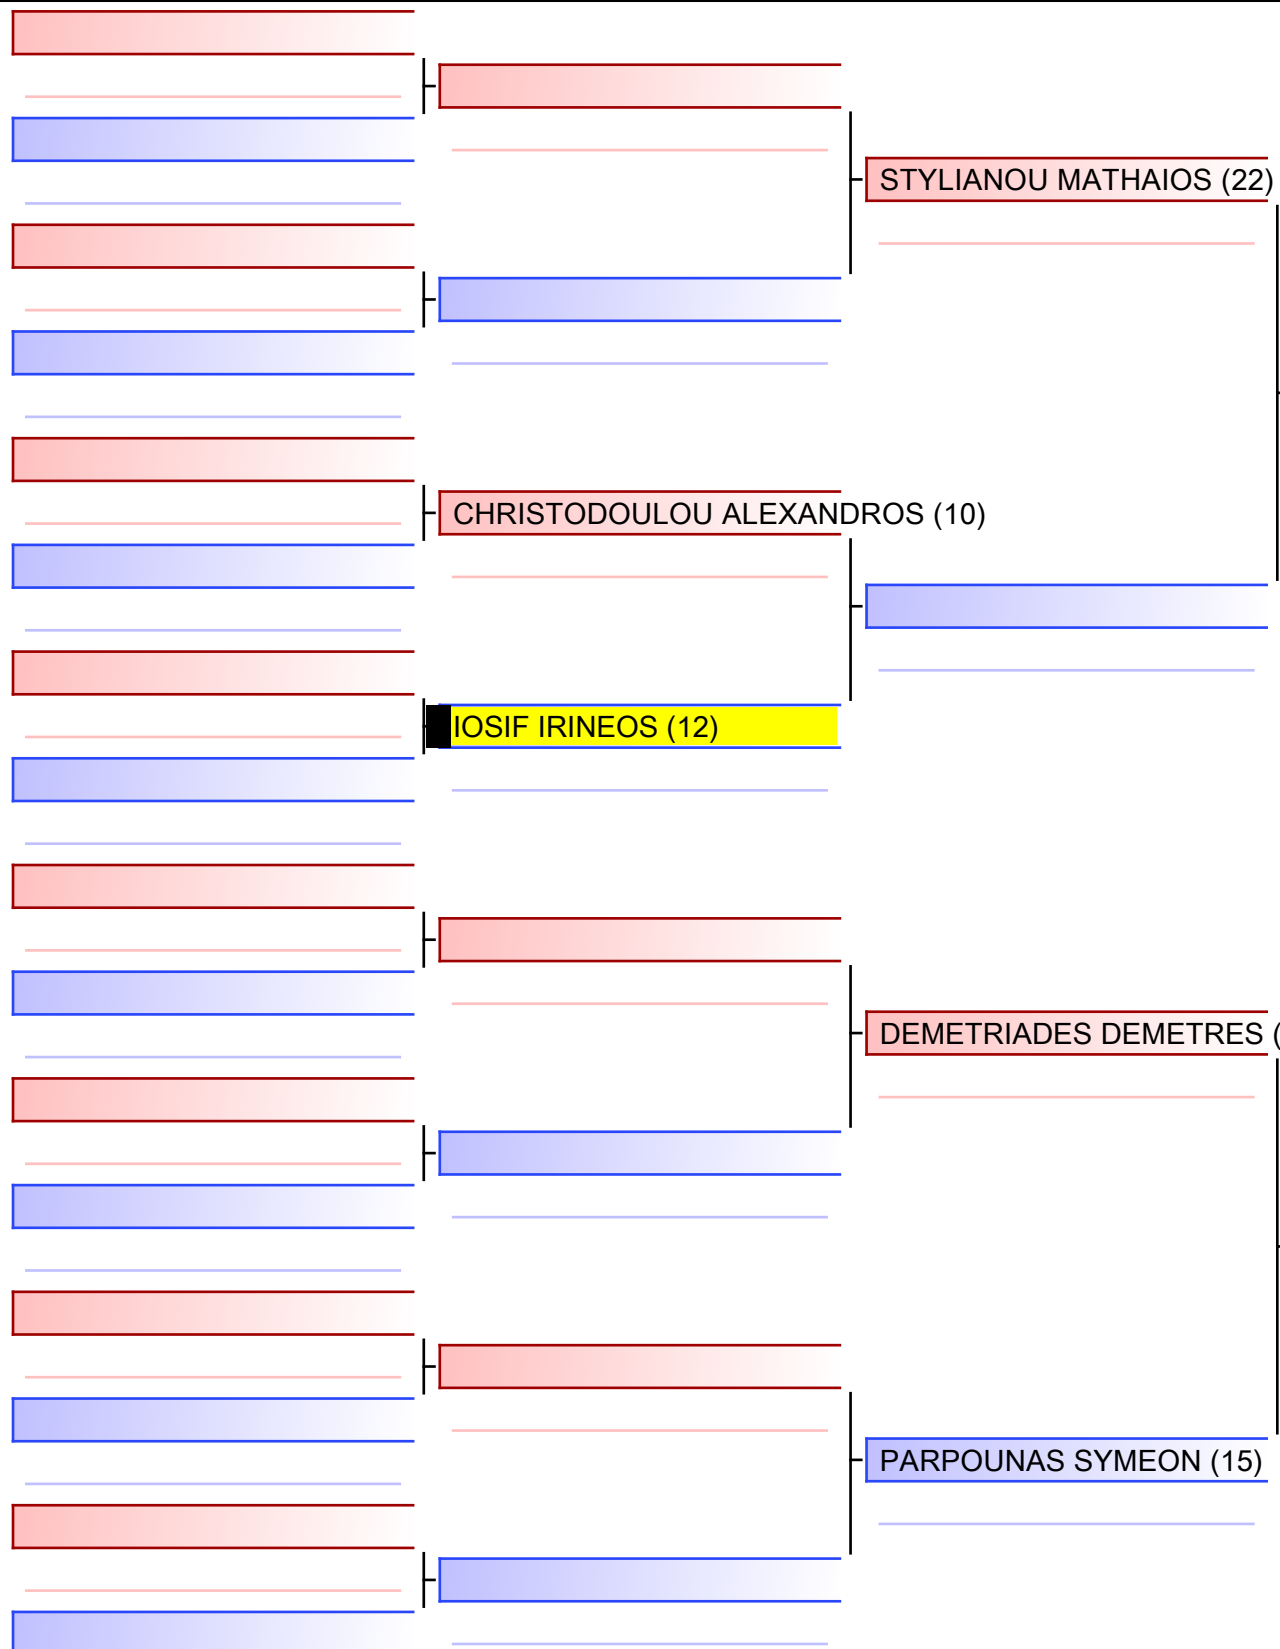 STYLIANOU MATHAIOS (22)
CHRISTODOULOU ALEXANDROS (10)
IOSIF IRINEOS (12)
DEMETRIADES DEMETRES (
PARPOUNAS SYMEON (15)